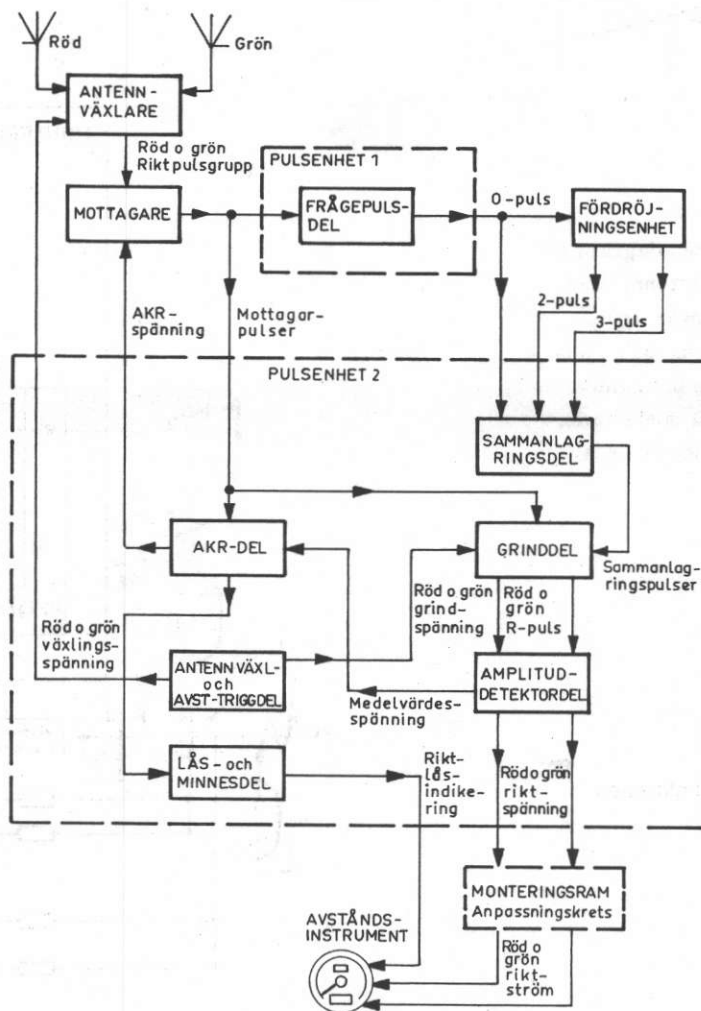 Röd
Grön
ANTENN-
VÄXLARE
Röd o grön
Riktpulsgrupp
PULSENHET 1
MOTTAGARE
FRÅGEPULS-
DEL
0-puls
FÖRDRÖJ-
NINGSENHET
AKR-
spänning
Mottagar-
pulser
2-puls
3-puls
PULSENHET 2
SAMMANLAG-
RINGSDEL
AKR-DEL
GRINDDEL
Sammanlag-
ringspulser
Röd o grön
växlings-
spänning
Röd o grön
grind-
spänning
Röd o
grön
R-puls
ANTENNVÄXL-
och
AVST-TRIGGDEL
Medelvärdes-
spänning
AMPLITUD-
DETEKTORDEL
LÅS- och
MINNESDEL
Rikt-
lås-
indike-
ring
Röd o grön
rikt-
spänning
MONTERINGSRAM
Anpassningskrets
AVSTÅNDS-
INSTRUMENT
Röd o
grön
rikt-
ström